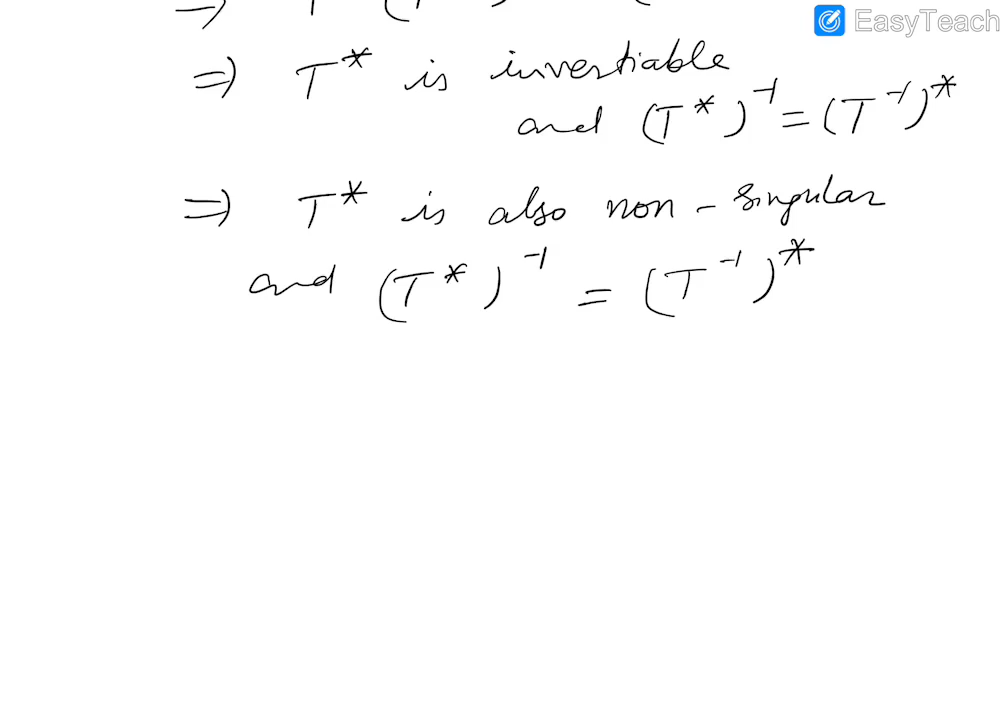 EasyTeach
⇒ T* is invertiable
and (T*)⁻¹ = (T⁻¹)*
⇒ T* is also non-singular
and (T*)⁻¹ = (T⁻¹)*